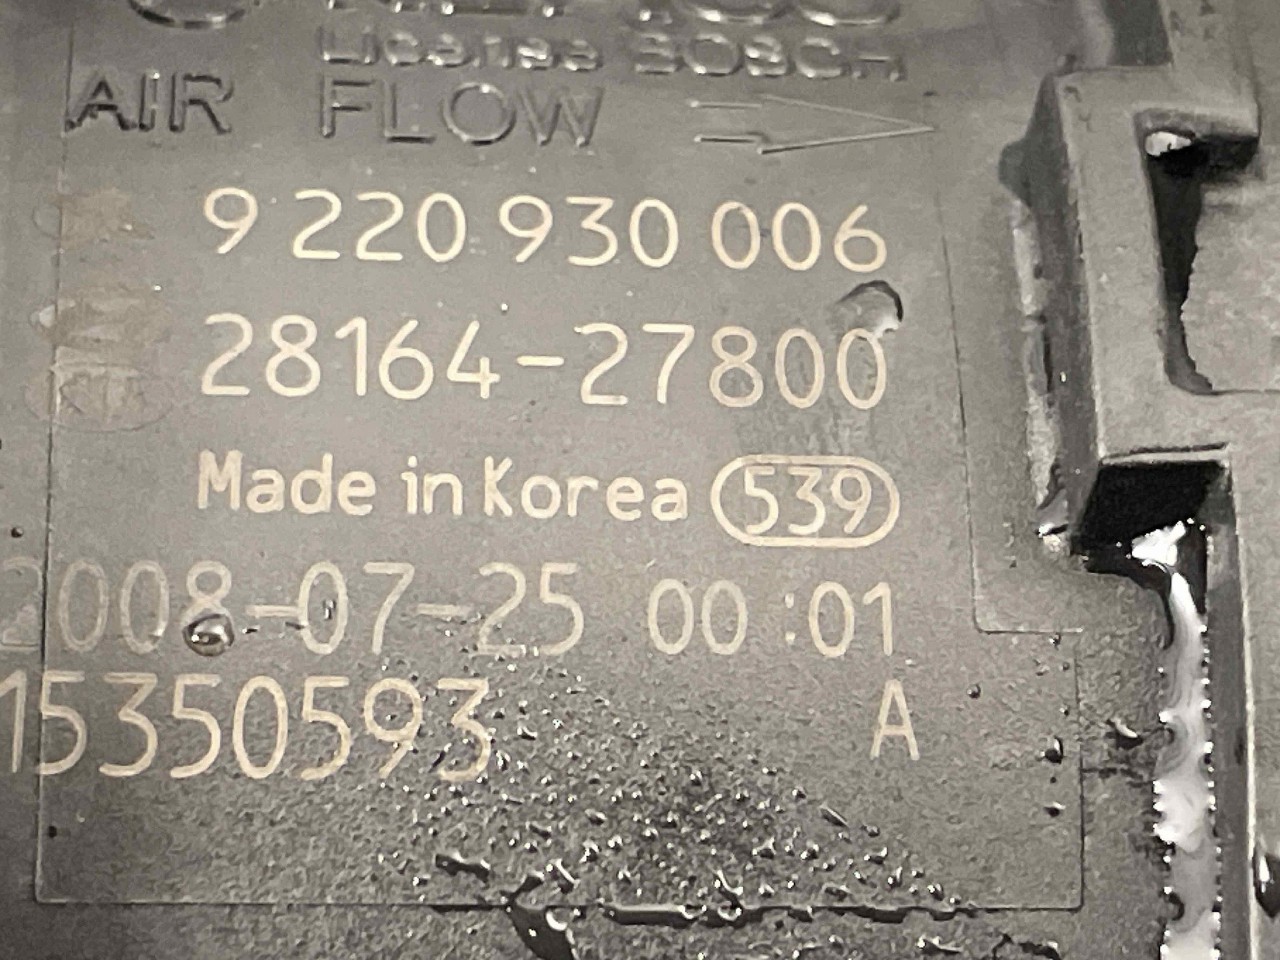 License BOSCH
AIR FLOW
9 220 930 006
28164-27800
Made in Korea 539
2008-07-25 00:01
15350593 A